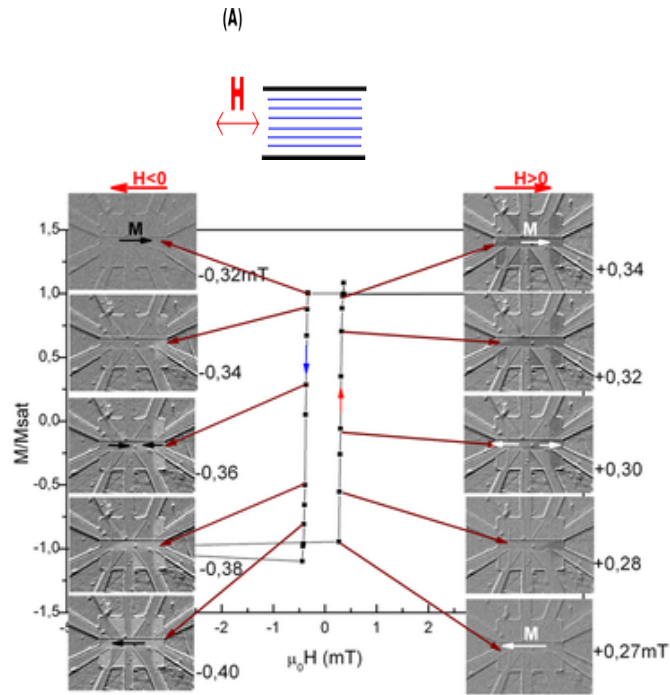 (A)
H
H<0
H>0
M
-0,32mT
-0,34
-0,36
-0,38
-0,40
M
+0,34
+0,32
+0,30
+0,28
M
+0,27mT
M/Msat
1,5
1,0
0,5
0,0
-0,5
-1,0
-1,5
-1
0
1
2
μ₀H (mT)